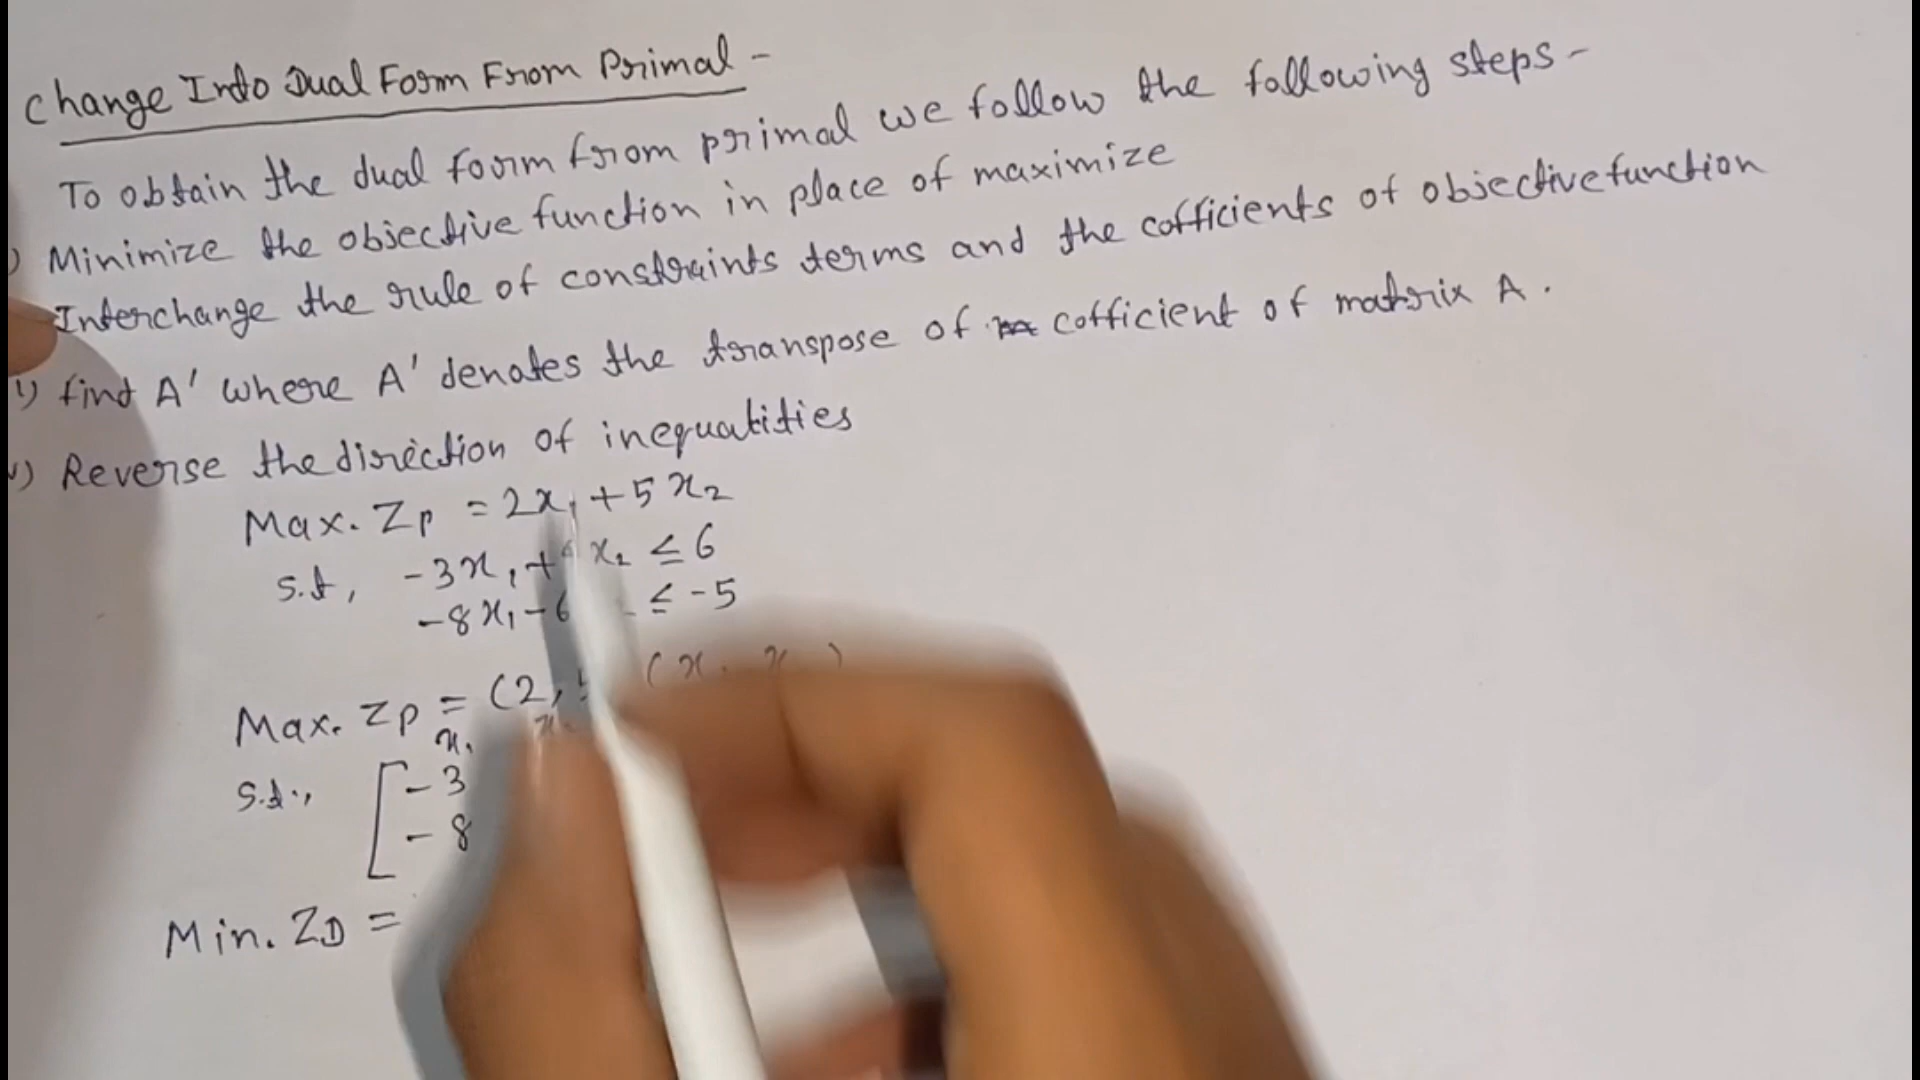 Change Into Dual Form From Primal -
To obtain the dual form from primal we follow the following steps -
) Minimize the objective function in place of maximize
Interchange the rule of constraints terms and the cofficients of objective function
) find A' where A' denotes the transpose of cofficient of matrix A.
) Reverse the direction of inequalities
Max. Zp = 2x₁ + 5x₂
s.t, -3x₁ + x₂ ≤ 6
-8x₁ - 6 ≤ -5
Max. Zp = (2, (x
x₁
s.t., [ -3
-8
Min. ZD =